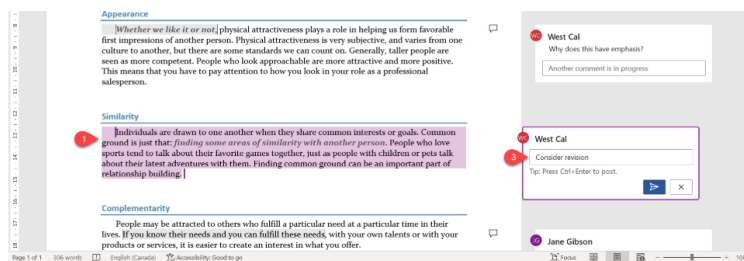 Appearance
Whether we like it or not, physical attractiveness plays a role in helping us form favorable
first impressions of another person. Physical attractiveness is very subjective, and varies from one
culture to another, but there are some standards we can count on. Generally, taller people are
seen as more competent. People who look approachable are more attractive and more positive.
This means that you have to pay attention to how you look in your role as a professional
salesperson.
WC
West Cal
Why does this have emphasis?
Another comment is in progress
Similarity
1
Individuals are drawn to one another when they share common interests or goals. Common
ground is just that: finding some areas of similarity with another person. People who love
sports tend to talk about their favorite games together, just as people with children or pets talk
about their latest adventures with them. Finding common ground can be an important part of
relationship building.
WC
West Cal
3
Consider revision
Tip: Press Ctrl+Enter to post.
Complementarity
People may be attracted to others who fulfill a particular need at a particular time in their
lives. If you know their needs and you can fulfill these needs, with your own talents or with your
products or services, it is easier to create an interest in what you offer.
JG
Jane Gibson
Page 1 of 1 306 words English (Canada) Accessibility: Good to go Focus